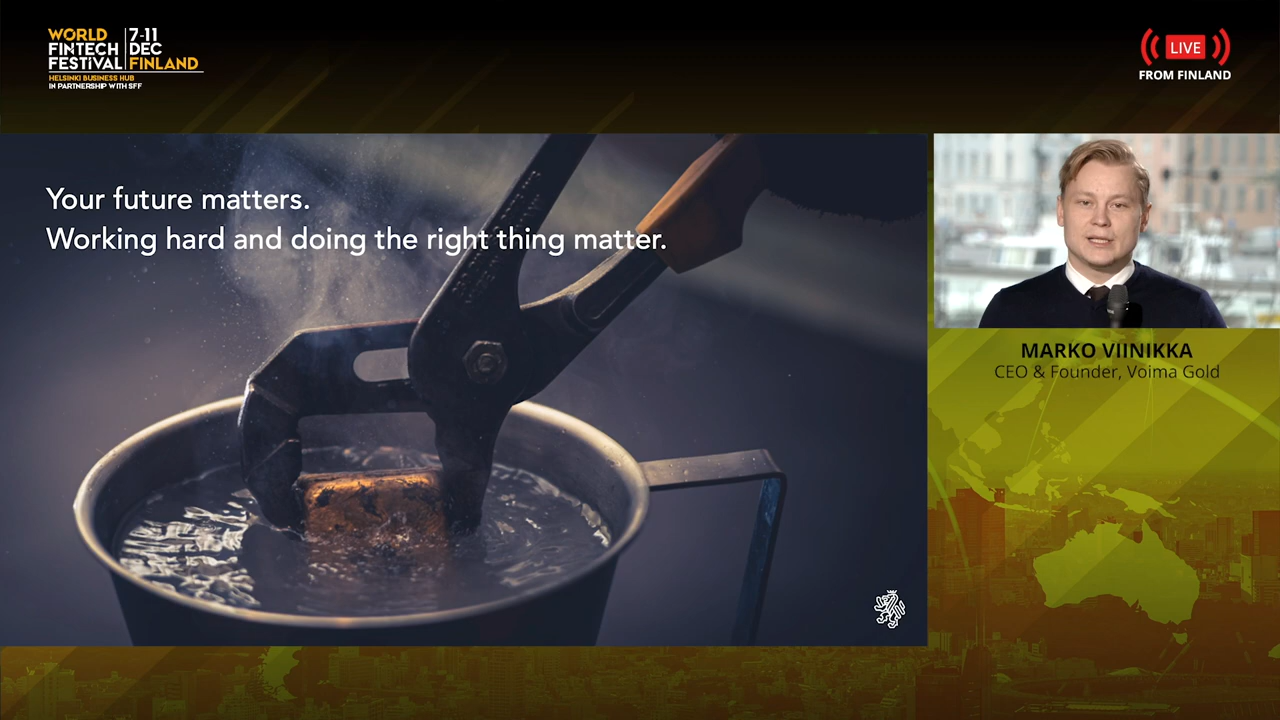 WORLD
FINTECH
FESTIVAL
7-11
DEC
FINLAND
HELSINKI BUSINESS HUB
IN PARTNERSHIP WITH SFF
LIVE
FROM FINLAND
Your future matters.
Working hard and doing the right thing matter.
MARKO VIINIKKA
CEO & Founder, Voima Gold